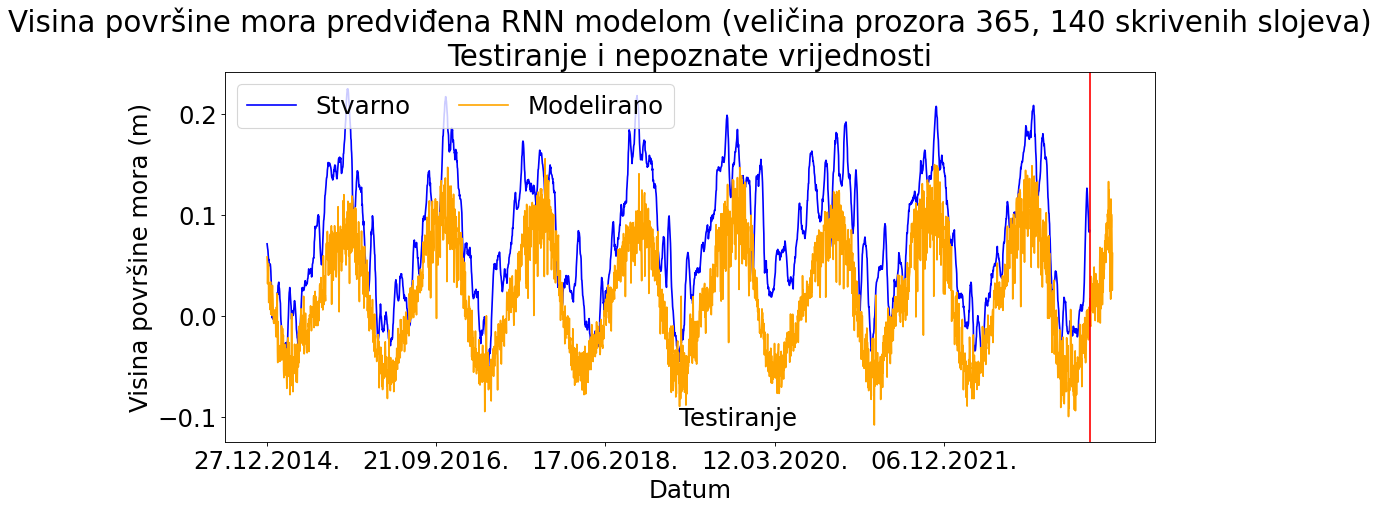 Visina površine mora predviđena RNN modelom (veličina prozora 365, 140 skrivenih slojeva)
Testiranje i nepoznate vrijednosti
Stvarno Modelirano
Visina površine mora (m)
0.2
0.1
0.0
−0.1
Testiranje
27.12.2014. 21.09.2016. 17.06.2018. 12.03.2020. 06.12.2021.
Datum